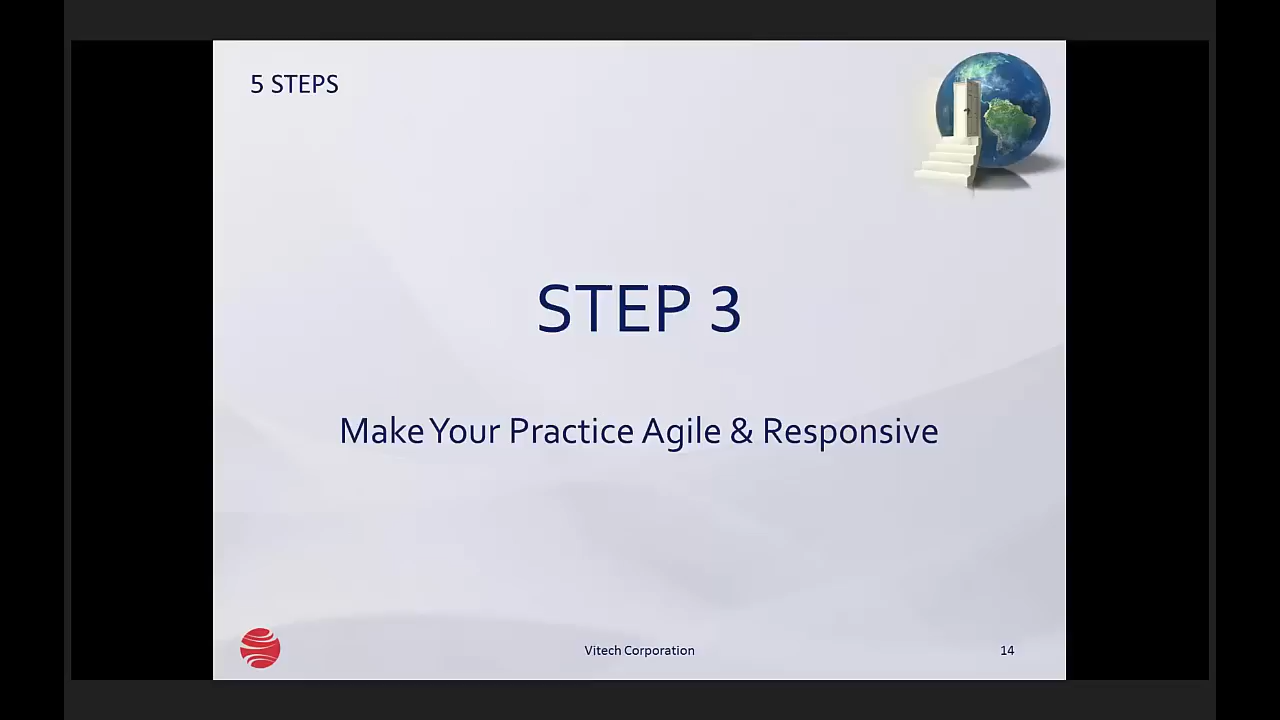 5 STEPS
STEP 3
Make Your Practice Agile & Responsive
Vitech Corporation
14